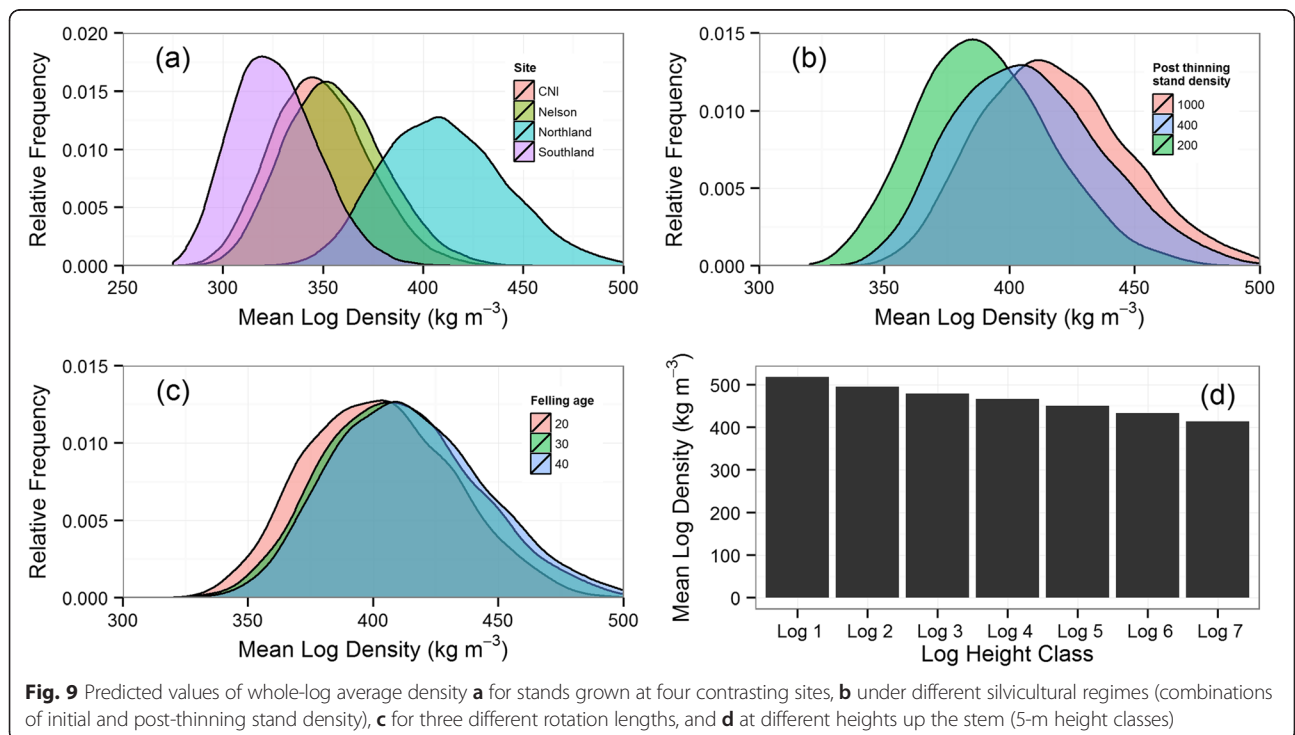 (a)
Relative Frequency
0.020
0.015
0.010
0.005
0.000
250 300 350 400 450 500
Mean Log Density (kg m⁻³)
Site
CNI
Nelson
Northland
Southland
(b)
Relative Frequency
0.015
0.010
0.005
0.000
300 350 400 450 500
Mean Log Density (kg m⁻³)
Post thinning
stand density
1000
400
200
(c)
Relative Frequency
0.015
0.010
0.005
0.000
300 350 400 450 500
Mean Log Density (kg m⁻³)
Felling age
20
30
40
(d)
Mean Log Density (kg m⁻³)
500
400
300
200
100
0
Log 1 Log 2 Log 3 Log 4 Log 5 Log 6 Log 7
Log Height Class
Fig. 9 Predicted values of whole-log average density a for stands grown at four contrasting sites, b under different silvicultural regimes (combinations
of initial and post-thinning stand density), c for three different rotation lengths, and d at different heights up the stem (5-m height classes)